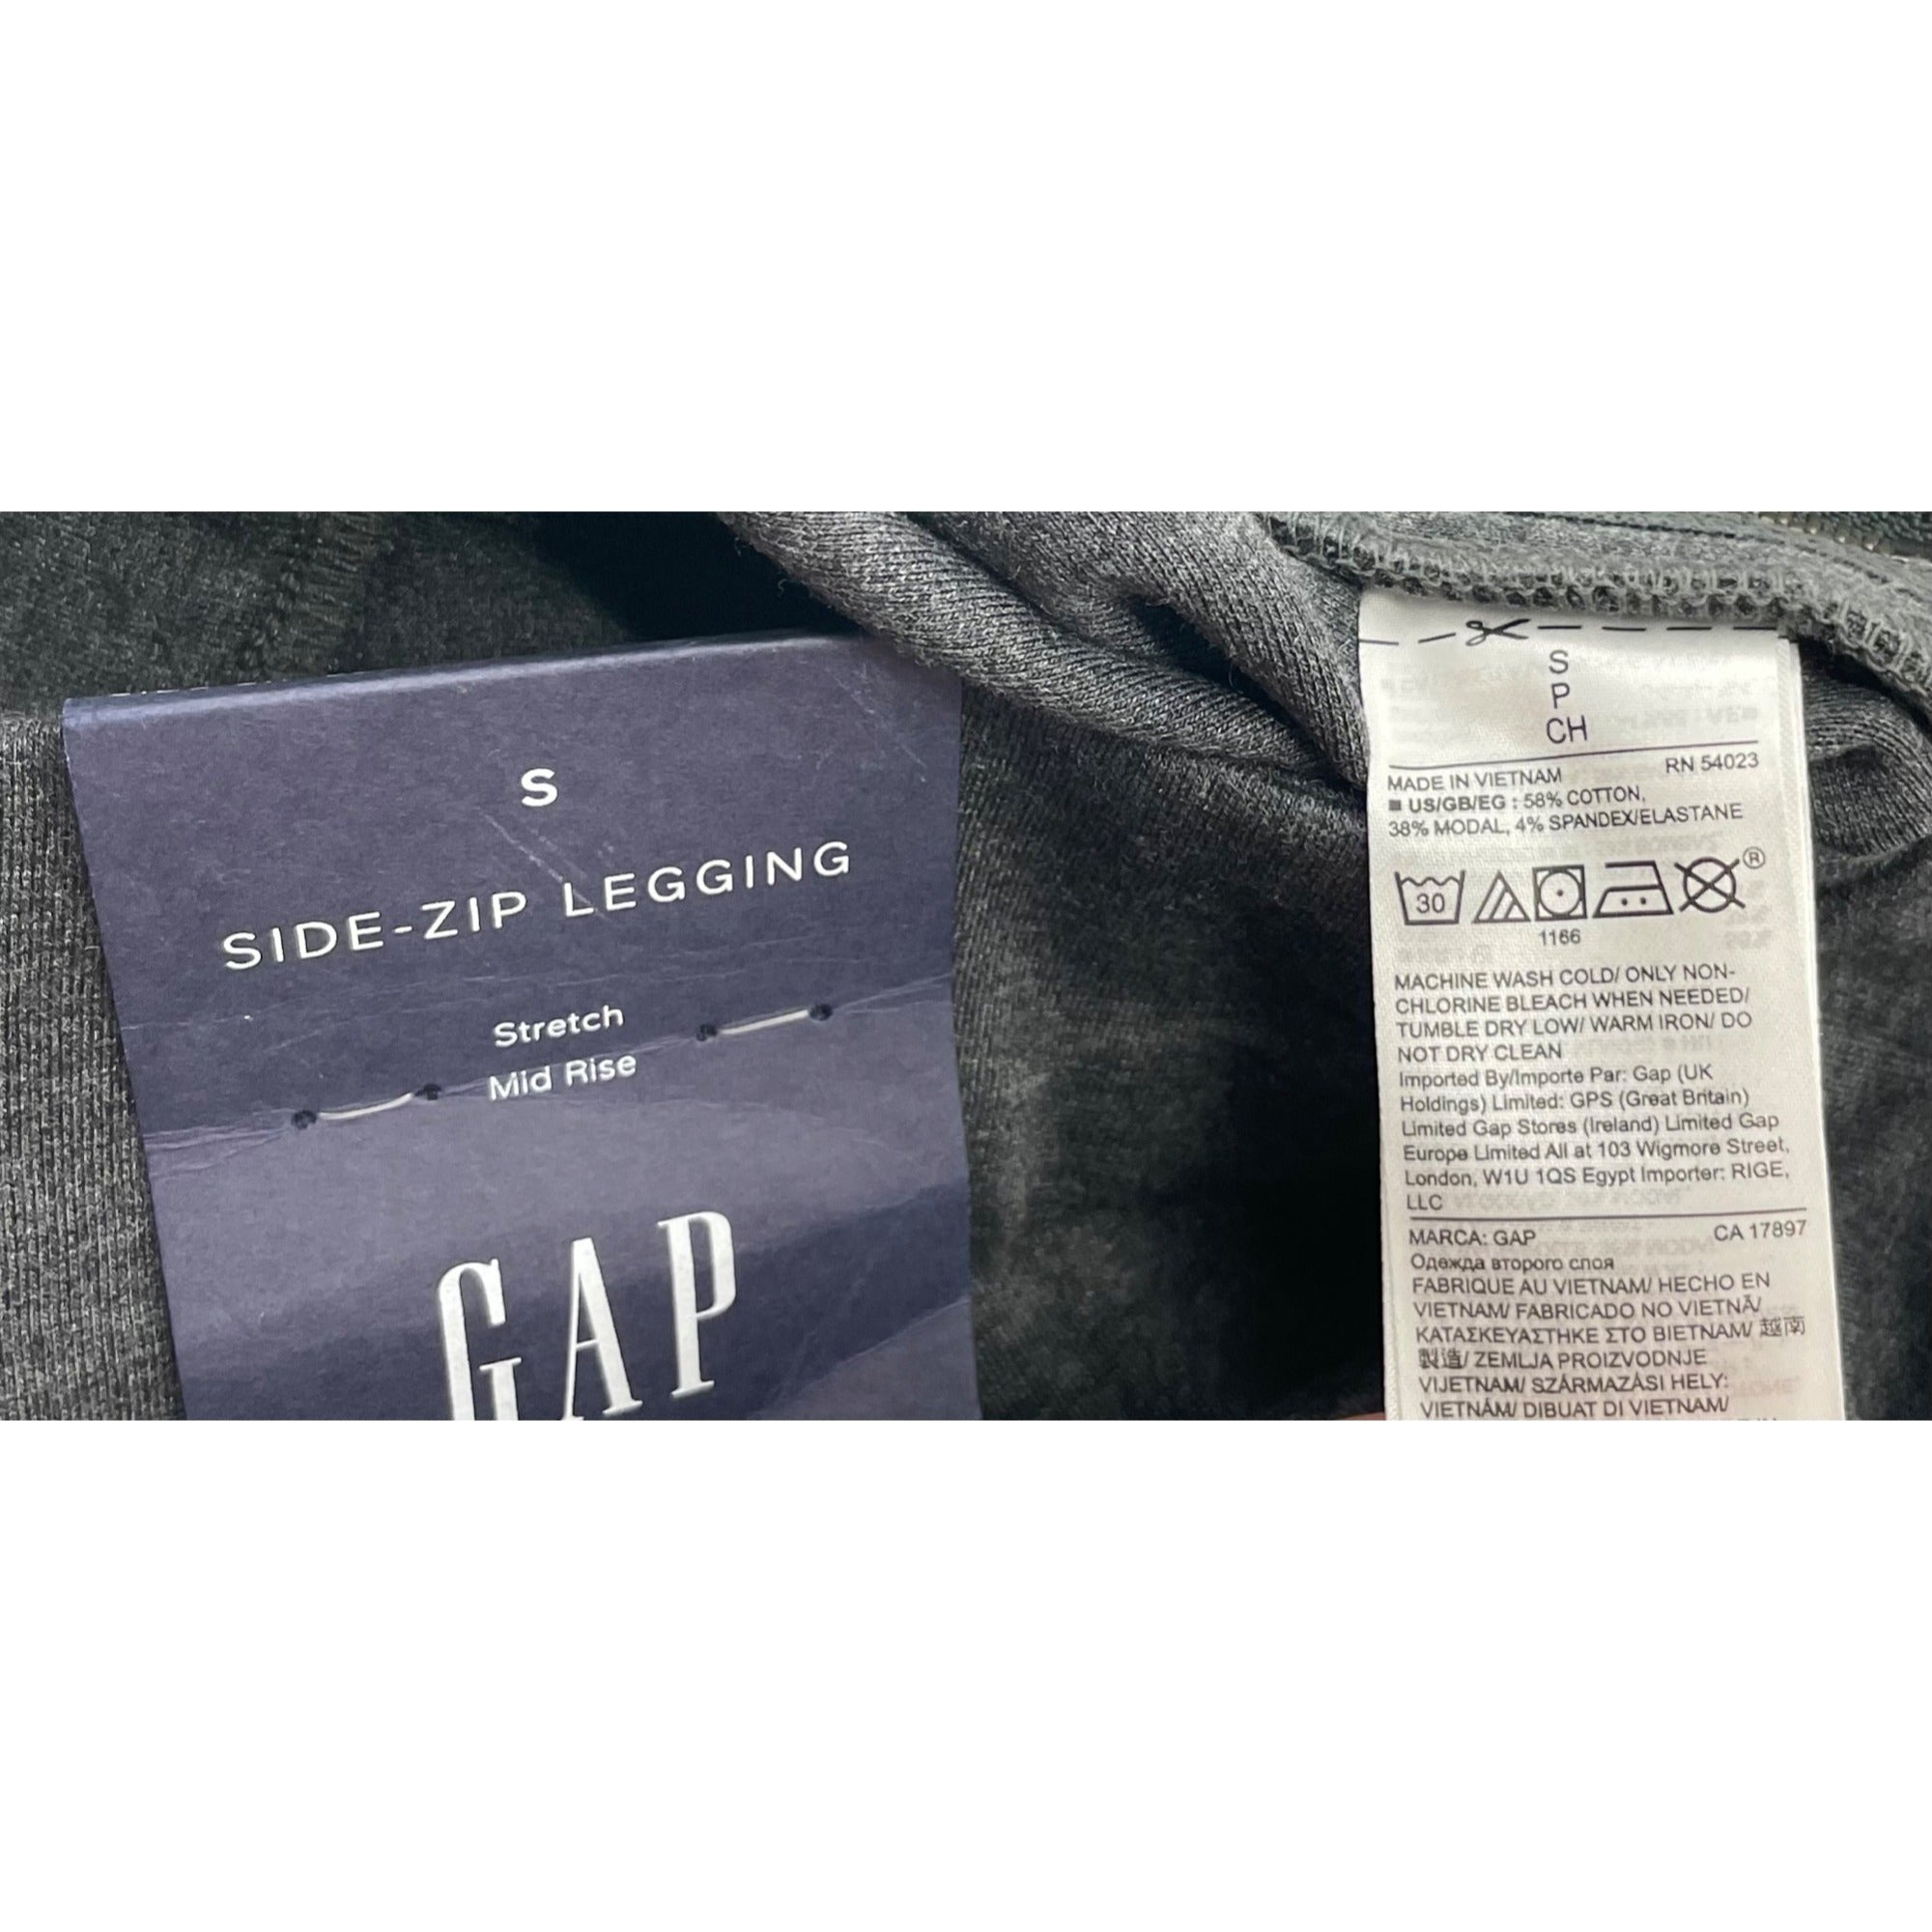 S
SIDE-ZIP LEGGING
Stretch
Mid Rise
GAP
S
P
CH
RN 54023
MADE IN VIETNAM
US/GB/EG : 58% COTTON,
38% MODAL, 4% SPANDEX/ELASTANE
30
®
1166
MACHINE WASH COLD/ ONLY NON-
CHLORINE BLEACH WHEN NEEDED/
TUMBLE DRY LOW/ WARM IRON/ DO
NOT DRY CLEAN
Imported By/Importe Par: Gap (UK
Holdings) Limited: GPS (Great Britain)
Limited Gap Stores (Ireland) Limited Gap
Europe Limited All at 103 Wigmore Street,
London, W1U 1QS Egypt Importer: RIGE,
LLC
MARCA: GAP CA 17897
Одежда второго слоя
FABRIQUE AU VIETNAM/ HECHO EN
VIETNAM/ FABRICADO NO VIETNÃ/
ΚΑΤΑΣΚΕΥΑΣΤΗΚΕ ΣΤΟ ΒΙΕΤΝΑΜ/ 越南
製造/ ZEMLJA PROIZVODNJE
VIJETNAM/ SZÁRMAZÁSI HELY:
VIETNÁM/ DIBUAT DI VIETNAM/